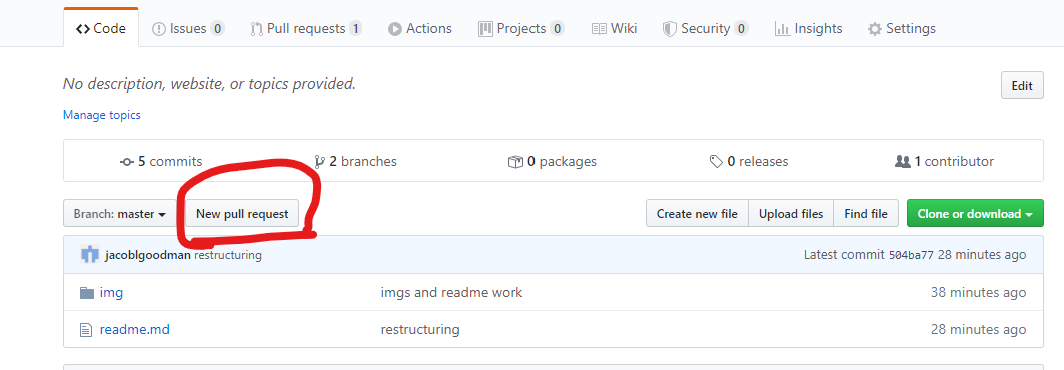 Code Issues 0 Pull requests 1 Actions Projects 0 Wiki Security 0 Insights Settings
No description, website, or topics provided. Edit
Manage topics
5 commits 2 branches 0 packages 0 releases 1 contributor
Branch: master New pull request Create new file Upload files Find file Clone or download
jacoblgoodman restructuring Latest commit 504ba77 28 minutes ago
img imgs and readme work 38 minutes ago
readme.md restructuring 28 minutes ago